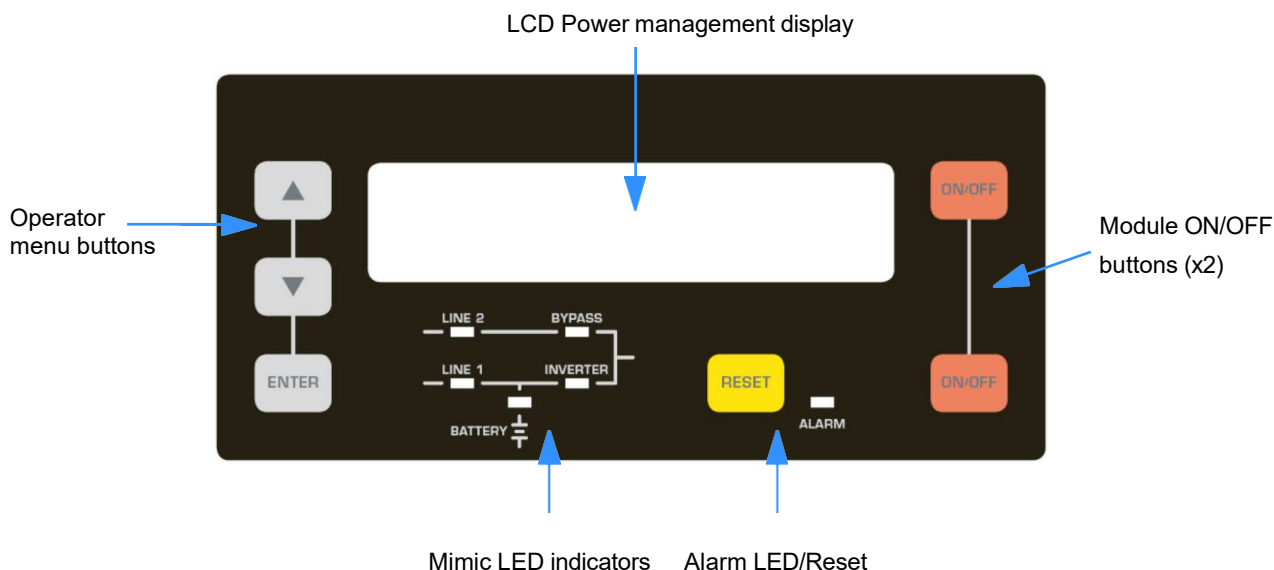 LCD Power management display
ON/OFF
Operator
menu buttons
Module ON/OFF
buttons (x2)
LINE 2
BYPASS
LINE 1
INVERTER
ENTER
RESET
ON/OFF
BATTERY
ALARM
Mimic LED indicators
Alarm LED/Reset